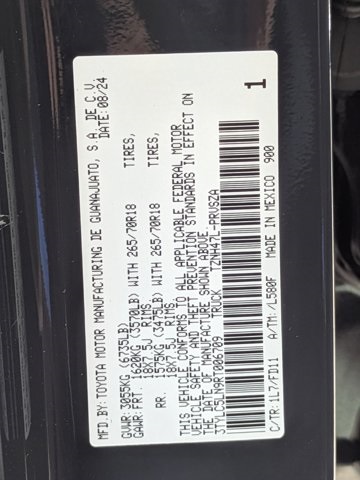 MFD. BY: TOYOTA MOTOR MANUFACTURING DE GUANAJUATO, S.A. DE C.V.
DATE: 08/24
GVWR: 3055KG (6735LB)
GAWR: FRT. 1620KG (3570LB) WITH 265/70R18 TIRES,
18X7.5J RIMS
RR. 1575KG (3475LB) WITH 265/70R18 TIRES,
18X7.5J RIMS
THIS VEHICLE CONFORMS TO ALL APPLICABLE FEDERAL MOTOR
VEHICLE SAFETY AND THEFT PREVENTION STANDARDS IN EFFECT ON
THE DATE OF MANUFACTURE SHOWN ABOVE.
3TYLC5LN9RT006709 TRUCK TZNH47L-PRVSZA
C/TR: 1L7/FD11 A/TM: /L580F MADE IN MEXICO 900
1